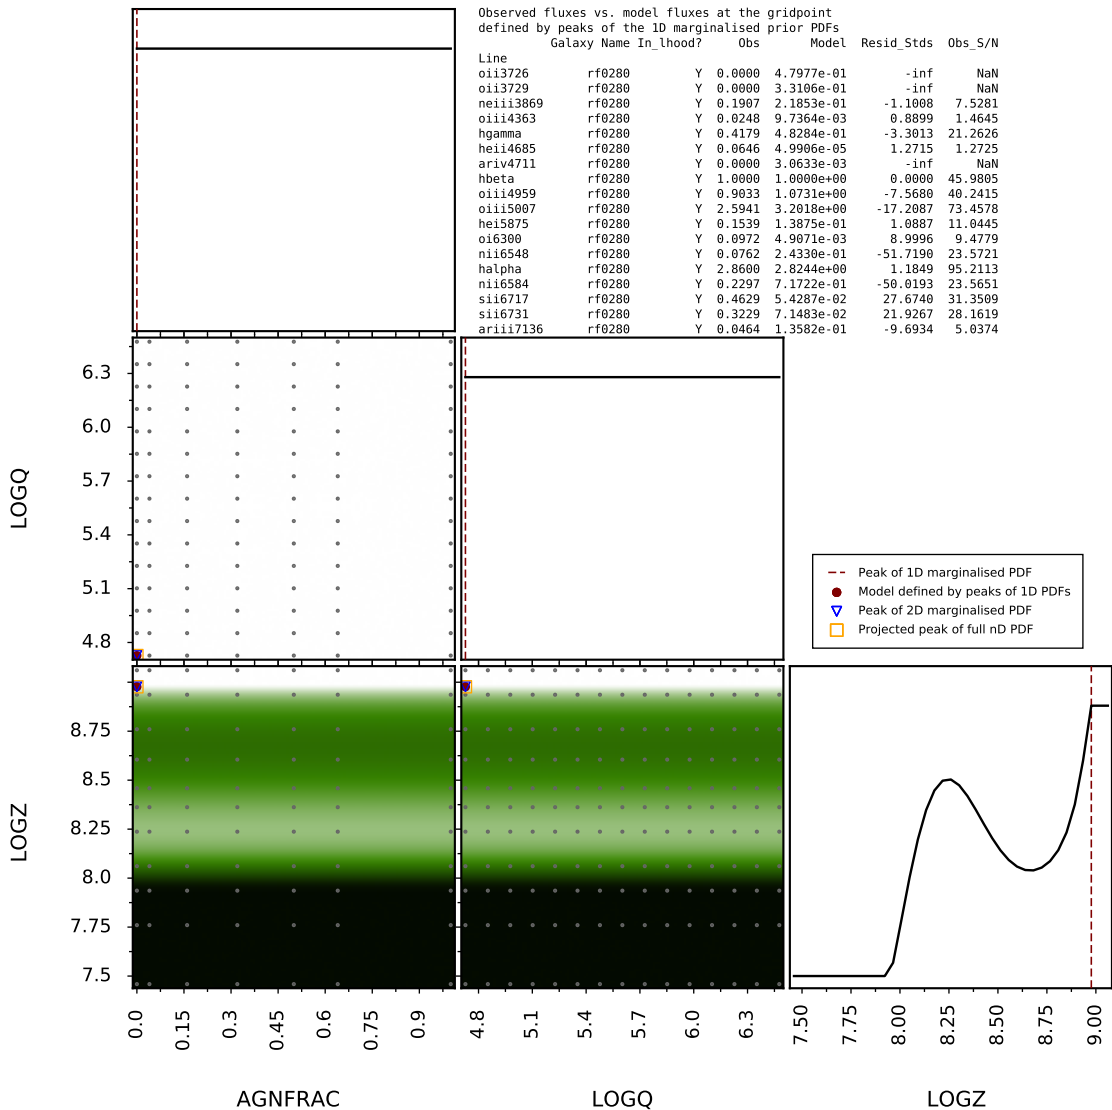 Observed fluxes vs. model fluxes at the gridpoint
defined by peaks of the 1D marginalised prior PDFs
Galaxy Name In_lhood? Obs Model Resid_Stds Obs_S/N
Line
oii3726 rf0280 Y 0.0000 4.7977e-01 -inf NaN
oii3729 rf0280 Y 0.0000 3.3106e-01 -inf NaN
neiii3869 rf0280 Y 0.1907 2.1853e-01 -1.1008 7.5281
oiii4363 rf0280 Y 0.0248 9.7364e-03 0.8899 1.4645
hgamma rf0280 Y 0.4179 4.8284e-01 -3.3013 21.2626
heii4685 rf0280 Y 0.0646 4.9906e-05 1.2715 1.2725
ariv4711 rf0280 Y 0.0000 3.0633e-03 -inf NaN
hbeta rf0280 Y 1.0000 1.0000e+00 0.0000 45.9805
oiii4959 rf0280 Y 0.9033 1.0731e+00 -7.5680 40.2415
oiii5007 rf0280 Y 2.5941 3.2018e+00 -17.2087 73.4578
hei5875 rf0280 Y 0.1539 1.3875e-01 1.0887 11.0445
oi6300 rf0280 Y 0.0972 4.9071e-03 8.9996 9.4779
nii6548 rf0280 Y 0.0762 2.4330e-01 -51.7190 23.5721
halpha rf0280 Y 2.8600 2.8244e+00 1.1849 95.2113
nii6584 rf0280 Y 0.2297 7.1722e-01 -50.0193 23.5651
sii6717 rf0280 Y 0.4629 5.4287e-02 27.6740 31.3509
sii6731 rf0280 Y 0.3229 7.1483e-02 21.9267 28.1619
ariii7136 rf0280 Y 0.0464 1.3582e-01 -9.6934 5.0374
LOGQ
6.3
6.0
5.7
5.4
5.1
4.8
Peak of 1D marginalised PDF
Model defined by peaks of 1D PDFs
Peak of 2D marginalised PDF
Projected peak of full nD PDF
LOGZ
8.75
8.5
8.25
8.0
7.75
7.5
0.0 0.15 0.3 0.45 0.6 0.75 0.9
4.8 5.1 5.4 5.7 6.0 6.3
7.50 7.75 8.00 8.25 8.50 8.75 9.00
AGNFRAC LOGQ LOGZ